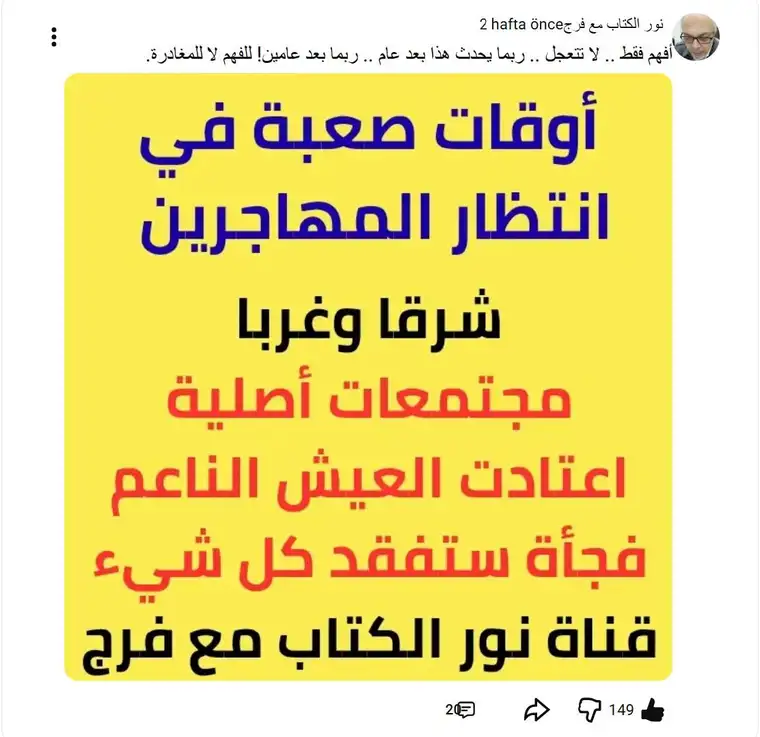 نور الكتاب مع فرج2 hafta önce
أفهم فقط .. لا تتعجل .. ربما يحدث هذا بعد عام .. ربما بعد عامين! للفهم لا للمغادرة.
أوقات صعبة في
انتظار المهاجرين
شرقا وغربا
مجتمعات أصلية
اعتادت العيش الناعم
فجأة ستفقد كل شيء
قناة نور الكتاب مع فرج
149
20